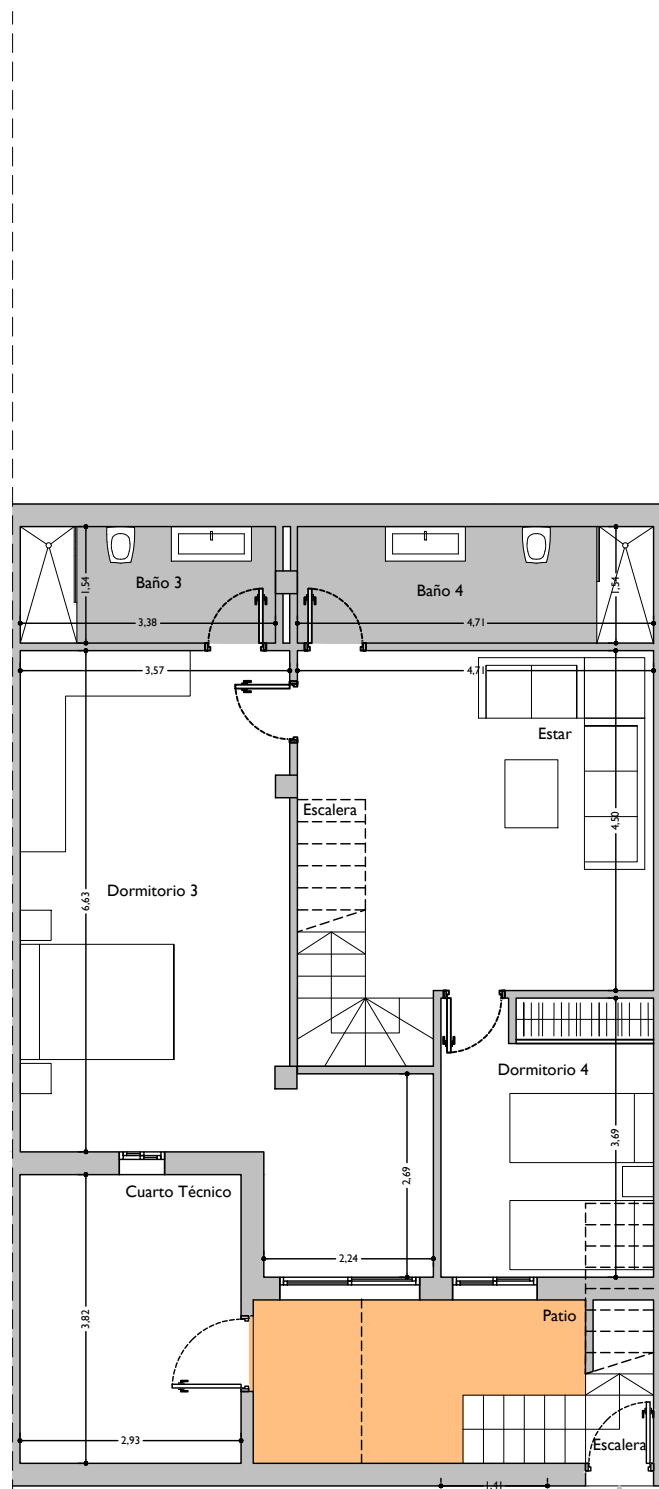 1,54
Baño 3
3,38
Baño 4
1,54
4,71
3,57
4,71
Estar
Escalera
4,50
6,63
Dormitorio 3
Dormitorio 4
3,69
2,69
Cuarto Técnico
2,24
Patio
3,82
2,93
Escalera
1,41